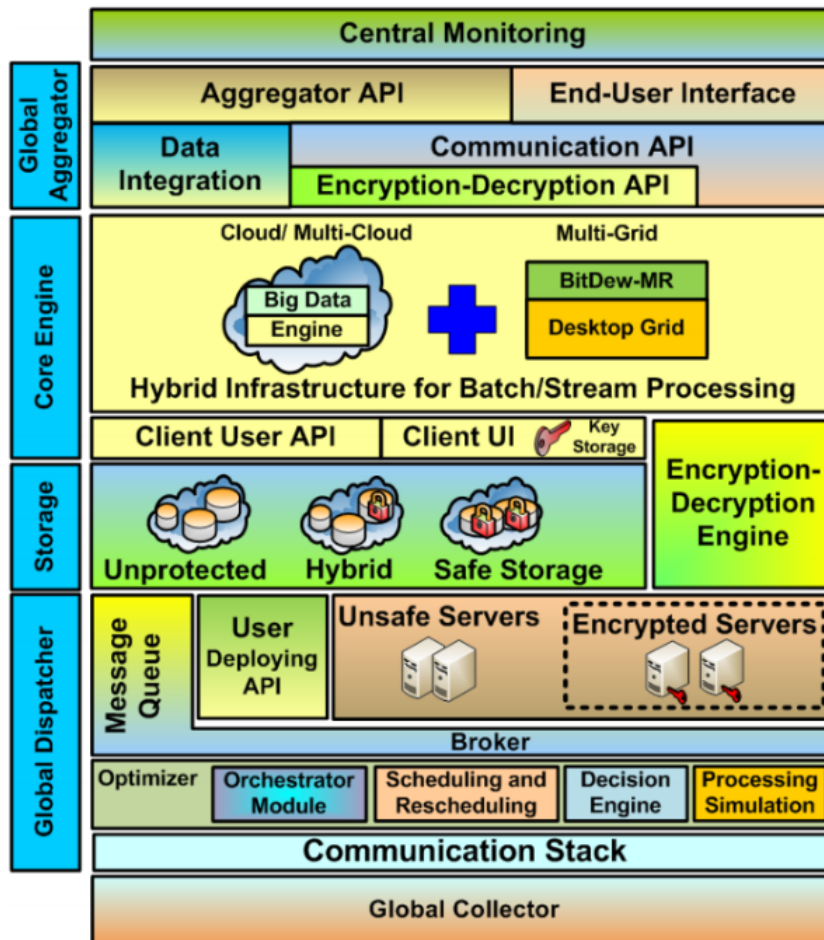 Central Monitoring
Global
Aggregator
Aggregator API
End-User Interface
Data
Integration
Communication API
Encryption-Decryption API
Core Engine
Cloud/ Multi-Cloud
Multi-Grid
Big Data
Engine
BitDew-MR
Desktop Grid
Hybrid Infrastructure for Batch/Stream Processing
Client User API
Client UI
Key
Storage
Encryption-
Decryption
Engine
Storage
Unprotected
Hybrid
Safe Storage
Global Dispatcher
Message
Queue
User
Deploying
API
Unsafe Servers
Encrypted Servers
Broker
Optimizer
Orchestrator
Module
Scheduling and
Rescheduling
Decision
Engine
Processing
Simulation
Communication Stack
Global Collector